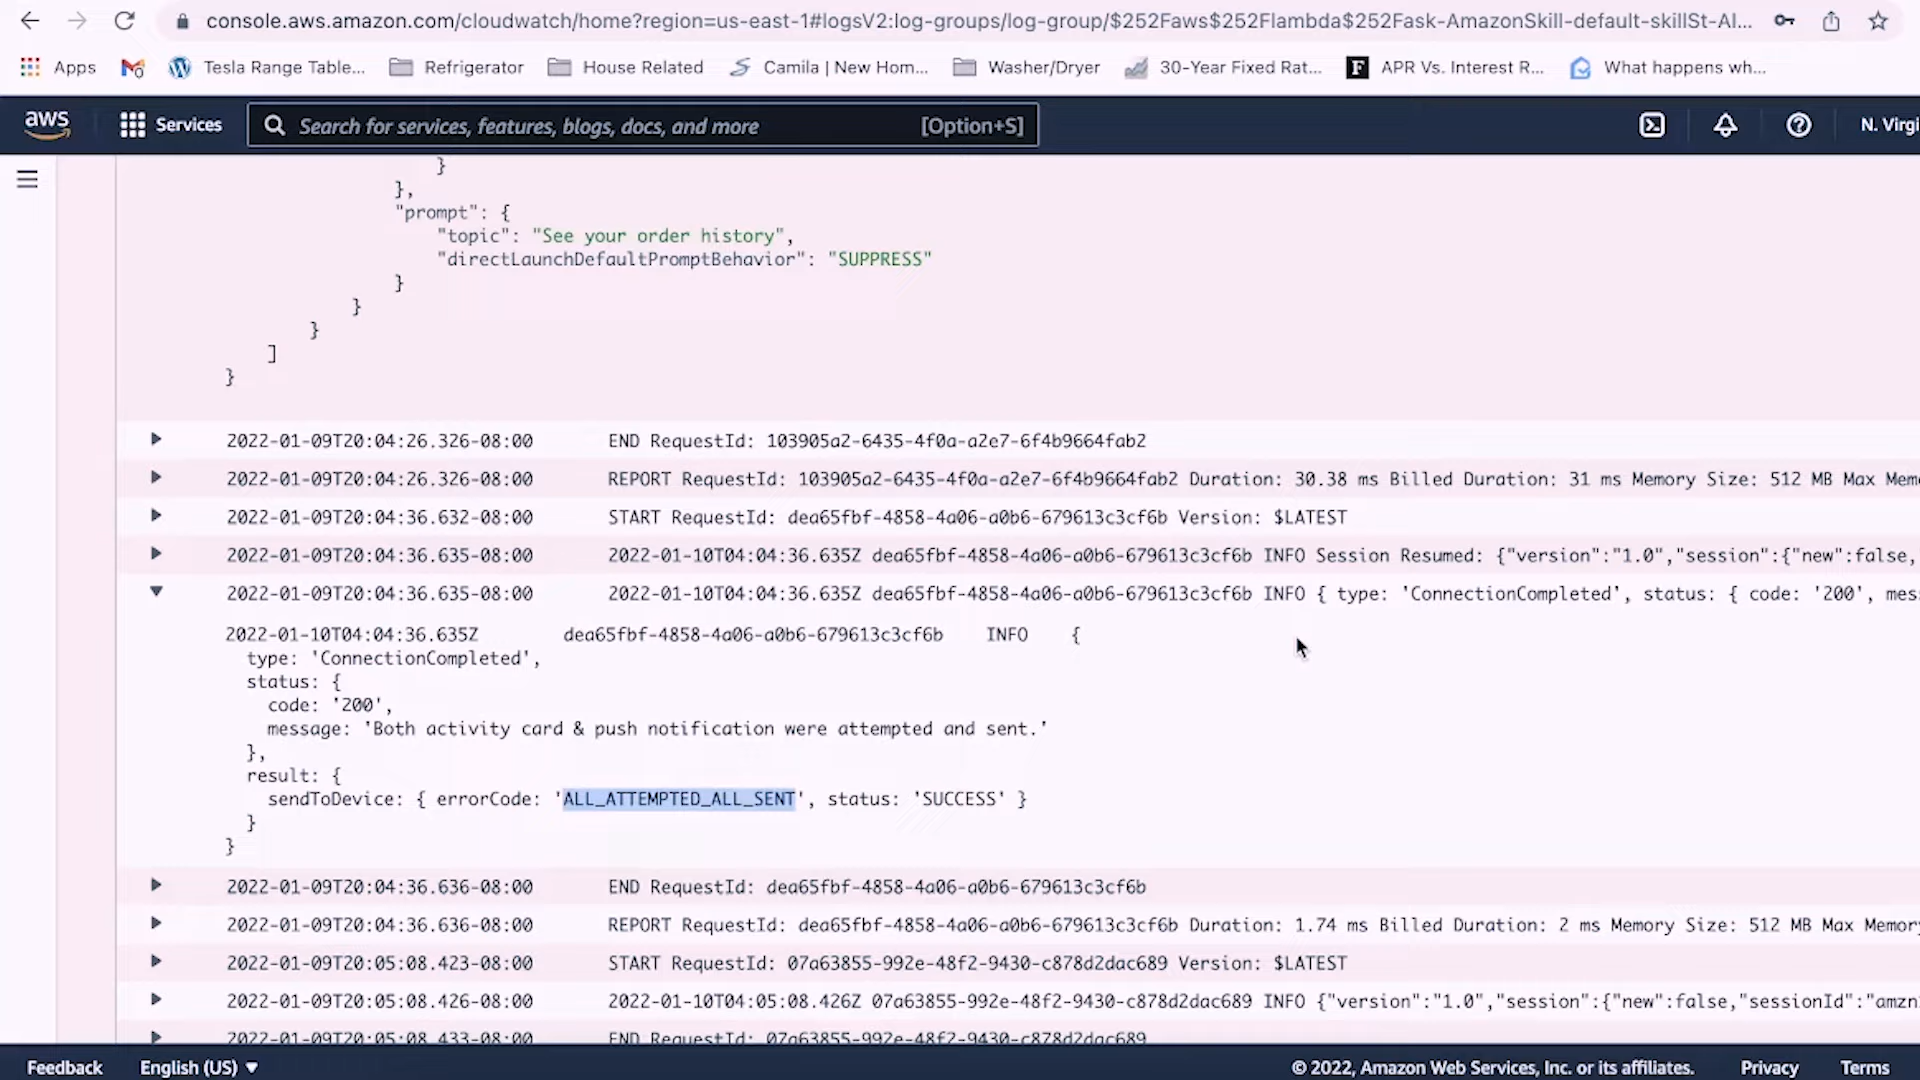 console.aws.amazon.com/cloudwatch/home?region=us-east-1#logsV2:log-groups/log-group/$252Faws$252Flambda$252Fask-AmazonSkill-default-skillSt-Al...
Apps Tesla Range Table... Refrigerator House Related Camila | New Hom... Washer/Dryer 30-Year Fixed Rat... F APR Vs. Interest R... What happens wh...
aws Services Search for services, features, blogs, docs, and more [Option+S] N. Virgi
}
},
"prompt": {
"topic": "See your order history",
"directLaunchDefaultPromptBehavior": "SUPPRESS"
}
}
}
]
}
2022-01-09T20:04:26.326-08:00 END RequestId: 103905a2-6435-4f0a-a2e7-6f4b9664fab2
2022-01-09T20:04:26.326-08:00 REPORT RequestId: 103905a2-6435-4f0a-a2e7-6f4b9664fab2 Duration: 30.38 ms Billed Duration: 31 ms Memory Size: 512 MB Max Mem
2022-01-09T20:04:36.632-08:00 START RequestId: dea65fbf-4858-4a06-a0b6-679613c3cf6b Version: $LATEST
2022-01-09T20:04:36.635-08:00 2022-01-10T04:04:36.635Z dea65fbf-4858-4a06-a0b6-679613c3cf6b INFO Session Resumed: {"version":"1.0","session":{"new":false,
2022-01-09T20:04:36.635-08:00 2022-01-10T04:04:36.635Z dea65fbf-4858-4a06-a0b6-679613c3cf6b INFO { type: 'ConnectionCompleted', status: { code: '200', mes
2022-01-10T04:04:36.635Z dea65fbf-4858-4a06-a0b6-679613c3cf6b INFO {
type: 'ConnectionCompleted',
status: {
code: '200',
message: 'Both activity card & push notification were attempted and sent.'
},
result: {
sendToDevice: { errorCode: 'ALL_ATTEMPTED_ALL_SENT', status: 'SUCCESS' }
}
}
2022-01-09T20:04:36.636-08:00 END RequestId: dea65fbf-4858-4a06-a0b6-679613c3cf6b
2022-01-09T20:04:36.636-08:00 REPORT RequestId: dea65fbf-4858-4a06-a0b6-679613c3cf6b Duration: 1.74 ms Billed Duration: 2 ms Memory Size: 512 MB Max Memory
2022-01-09T20:05:08.423-08:00 START RequestId: 07a63855-992e-48f2-9430-c878d2dac689 Version: $LATEST
2022-01-09T20:05:08.426-08:00 2022-01-10T04:05:08.426Z 07a63855-992e-48f2-9430-c878d2dac689 INFO {"version":"1.0","session":{"new":false,"sessionId":"amzn
2022-01-09T20:05:08.433-08:00 END RequestId: 07a63855-992e-48f2-9430-c878d2dac689
Feedback English (US) © 2022, Amazon Web Services, Inc. or its affiliates. Privacy Terms